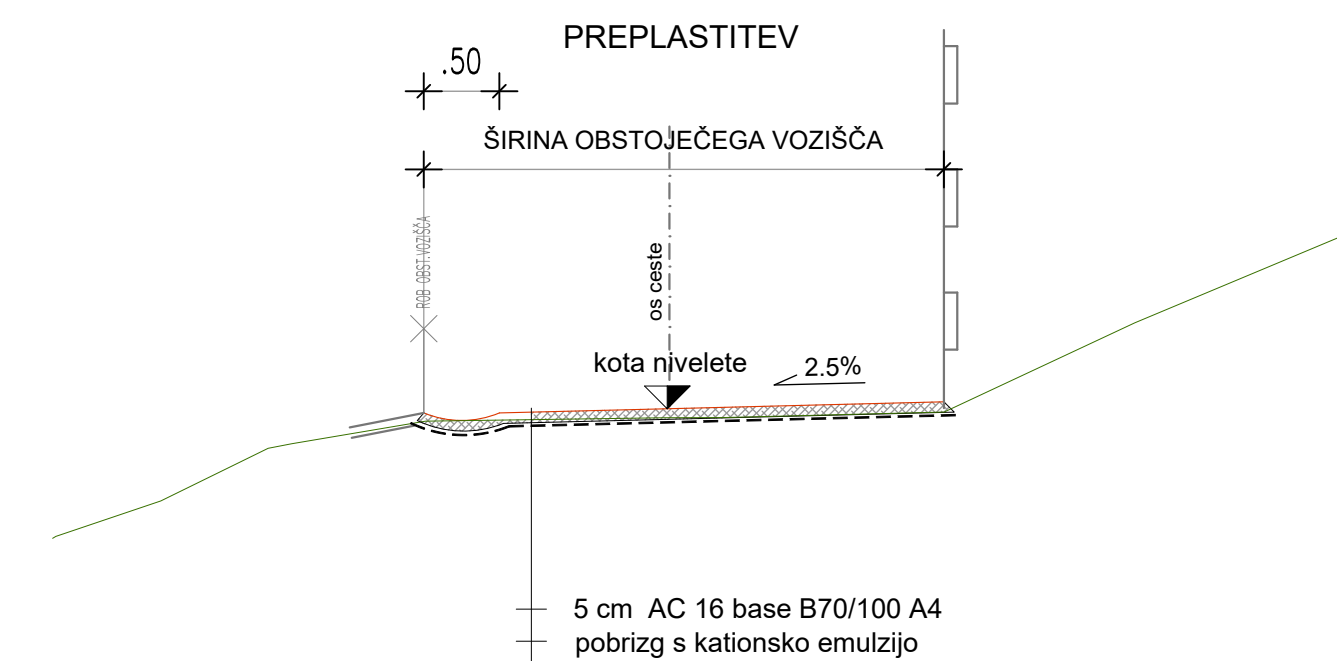 PREPLASTITEV
.50
ŠIRINA OBSTOJEČEGA VOZIŠČA
ROB OBST.VOZIŠČA
os ceste
kota nivelete
2.5%
5 cm AC 16 base B70/100 A4
pobrizg s kationsko emulzijo